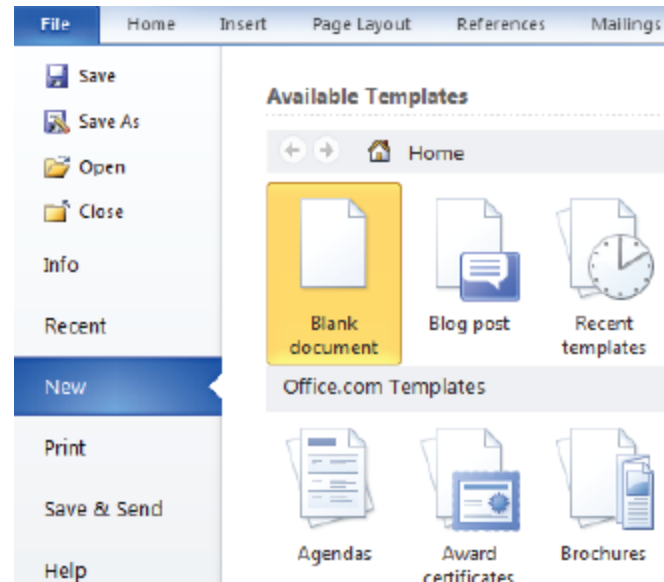 File Home Insert Page Layout References Mailings
Save
Save As
Open
Close
Info
Recent
New
Print
Save & Send
Help
Available Templates
Home
Blank document
Blog post
Recent templates
Office.com Templates
Agendas
Award certificates
Brochures